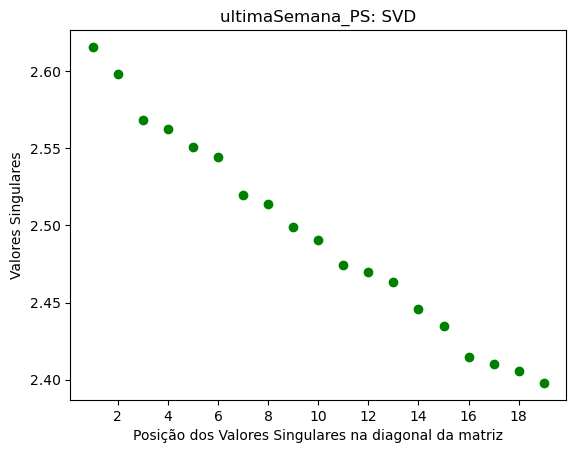 ultimaSemana_PS: SVD
Valores Singulares
2.60
2.55
2.50
2.45
2.40
2 4 6 8 10 12 14 16 18
Posição dos Valores Singulares na diagonal da matriz